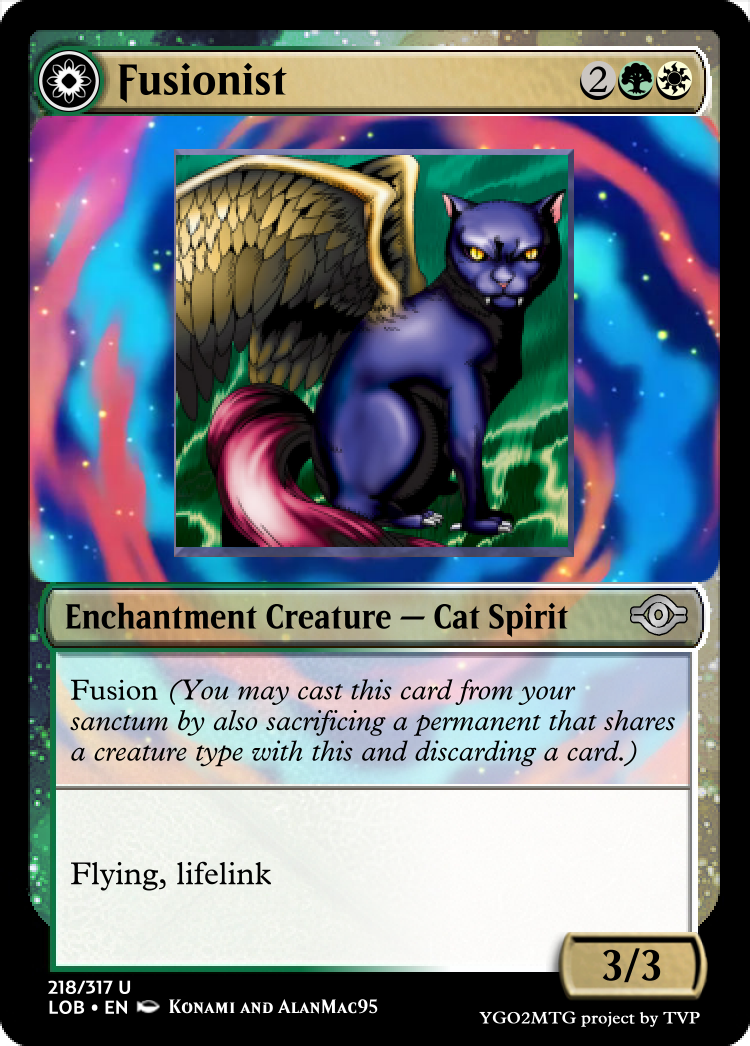 Fusionist
2
Enchantment Creature — Cat Spirit
Fusion (You may cast this card from your
sanctum by also sacrificing a permanent that shares
a creature type with this and discarding a card.)
Flying, lifelink
3/3
218/317 U
LOB • EN Konami and AlanMac95
YGO2MTG project by TVP